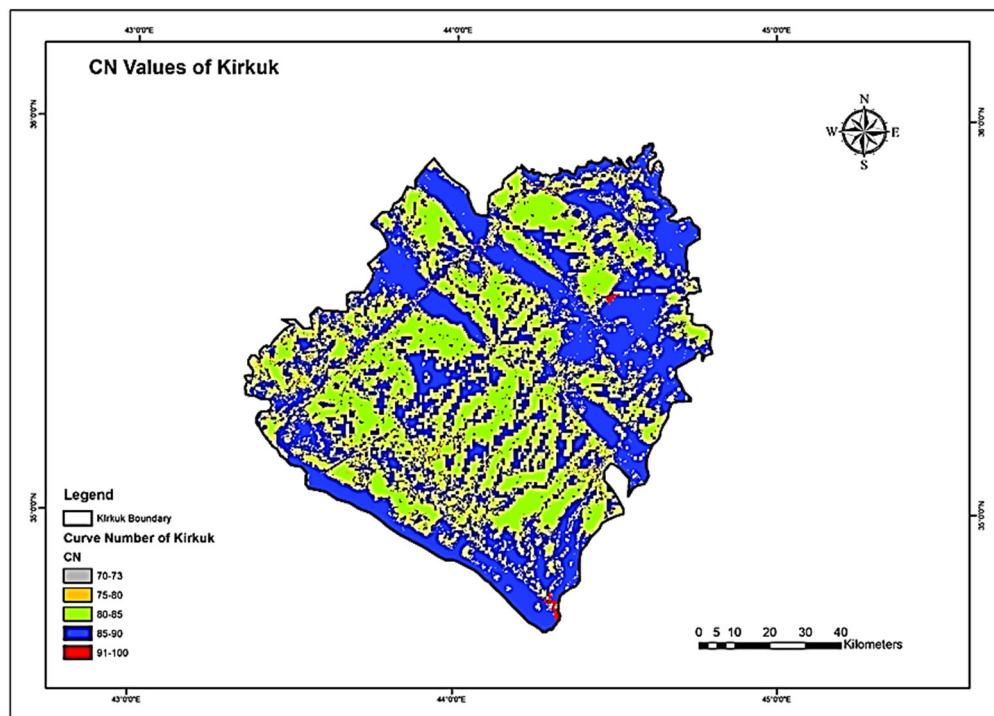 43°0'0"E 44°0'0"E 45°0'0"E
CN Values of Kirkuk
N
W E
S
36°0'0"N 36°0'0"N
35°0'0"N 35°0'0"N
Legend
Kirkuk Boundary
Curve Number of Kirkuk
CN
70-73
75-80
80-85
85-90
91-100
0 5 10 20 30 40
Kilometers
43°0'0"E 44°0'0"E 45°0'0"E